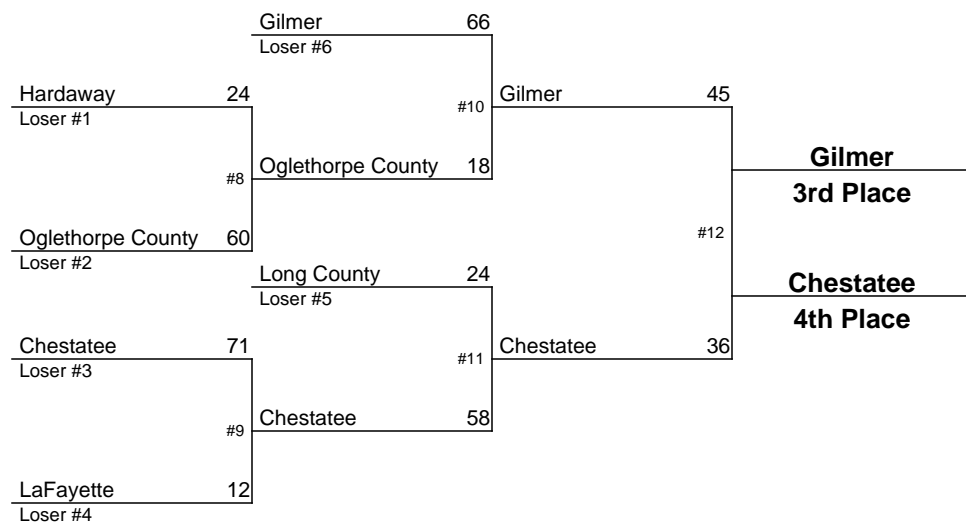 Gilmer 66
Loser #6
Hardaway 24
Loser #1
#10
Gilmer 45
Gilmer
3rd Place
#8
Oglethorpe County 18
#12
Oglethorpe County 60
Loser #2
Long County 24
Loser #5
Chestatee
4th Place
Chestatee 71
Loser #3
#11
Chestatee 36
#9
Chestatee 58
LaFayette 12
Loser #4